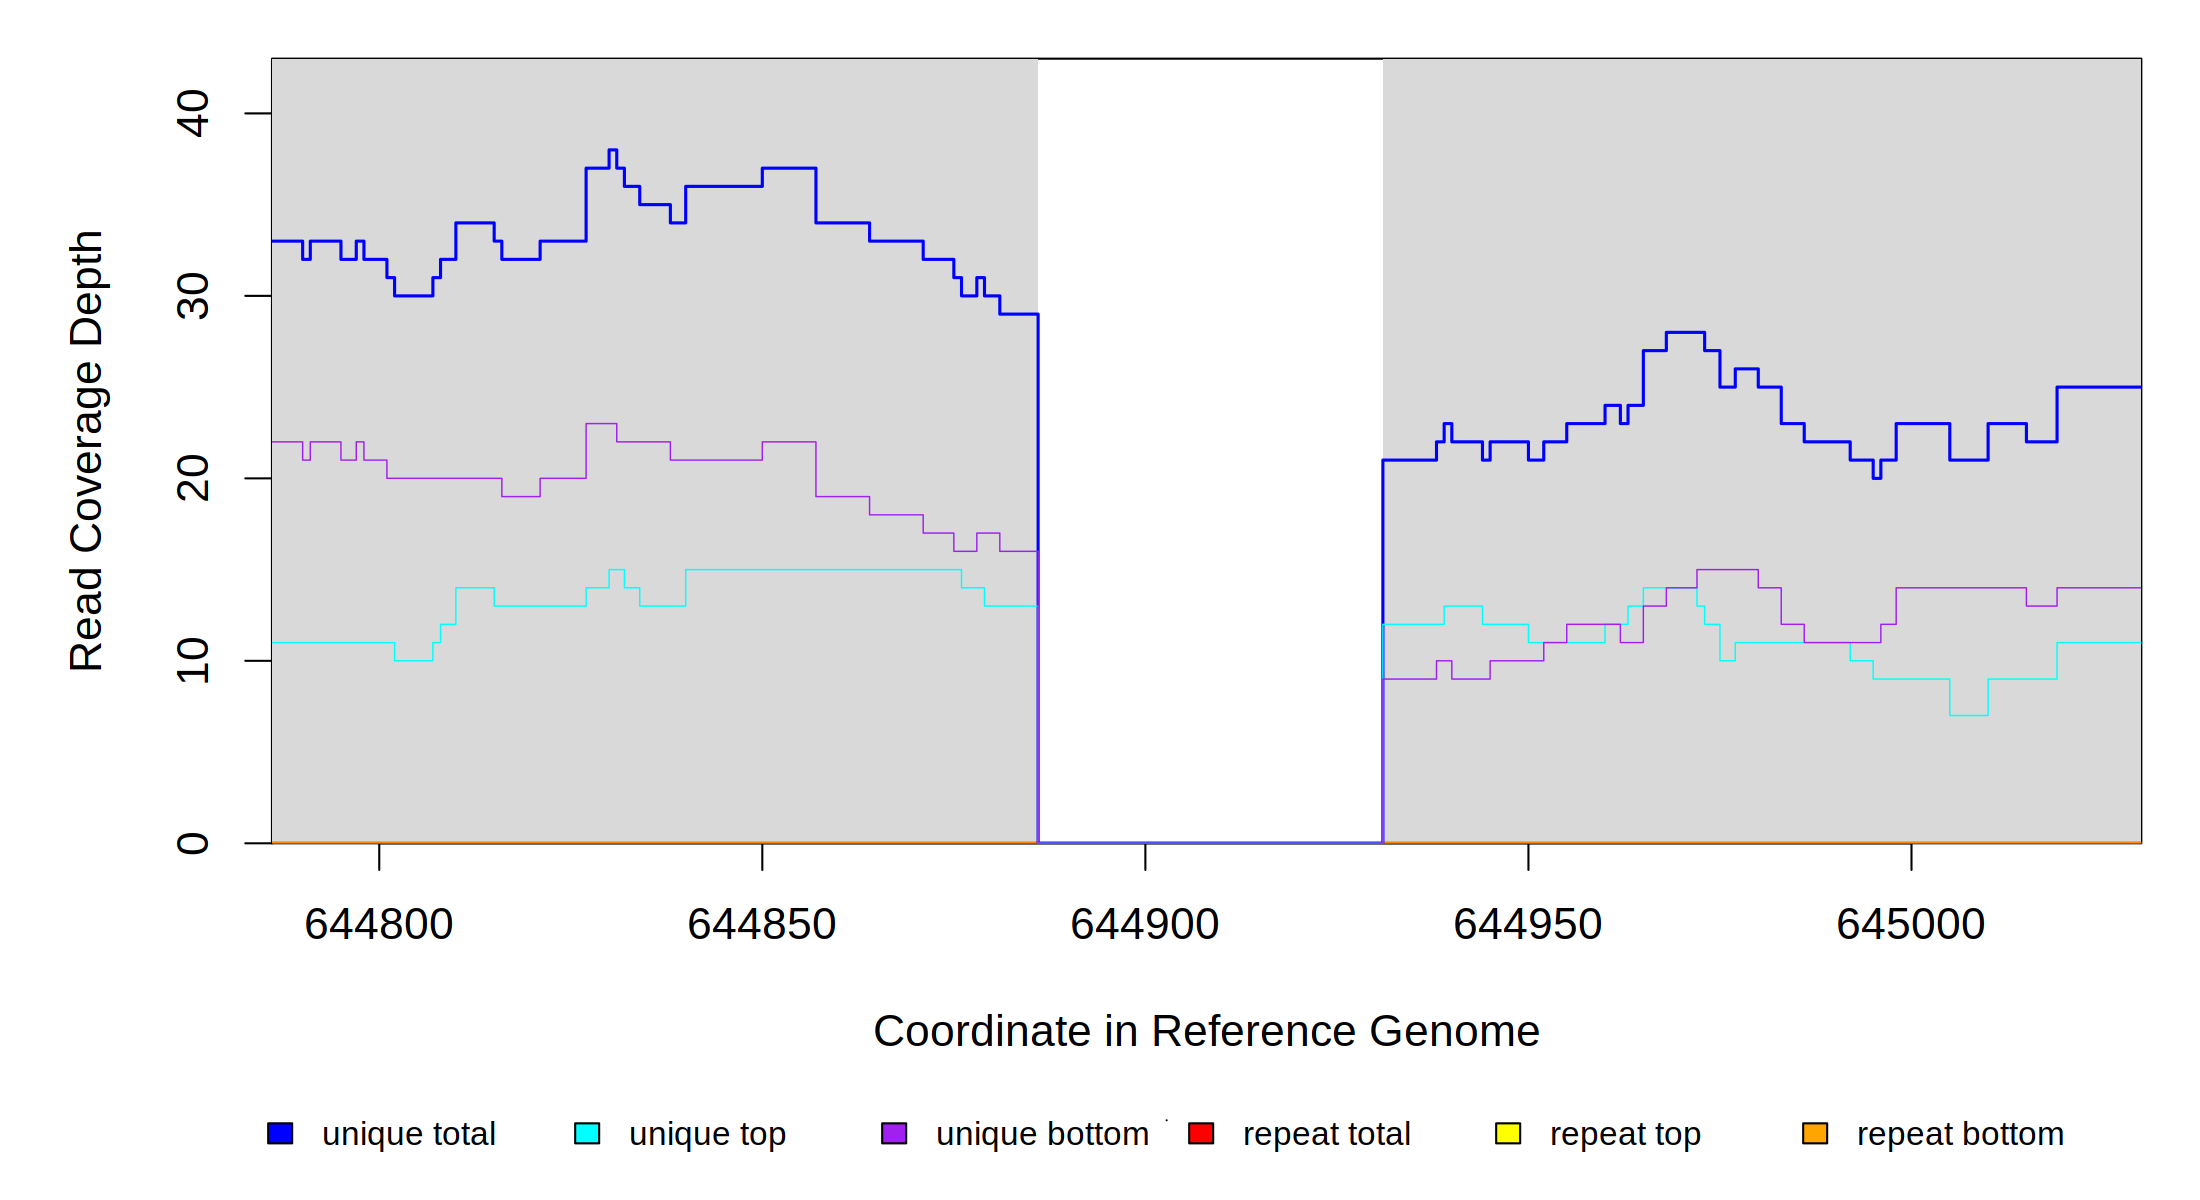 Read Coverage Depth
40
30
20
10
0
644800 644850 644900 644950 645000
Coordinate in Reference Genome
unique total unique top unique bottom repeat total repeat top repeat bottom